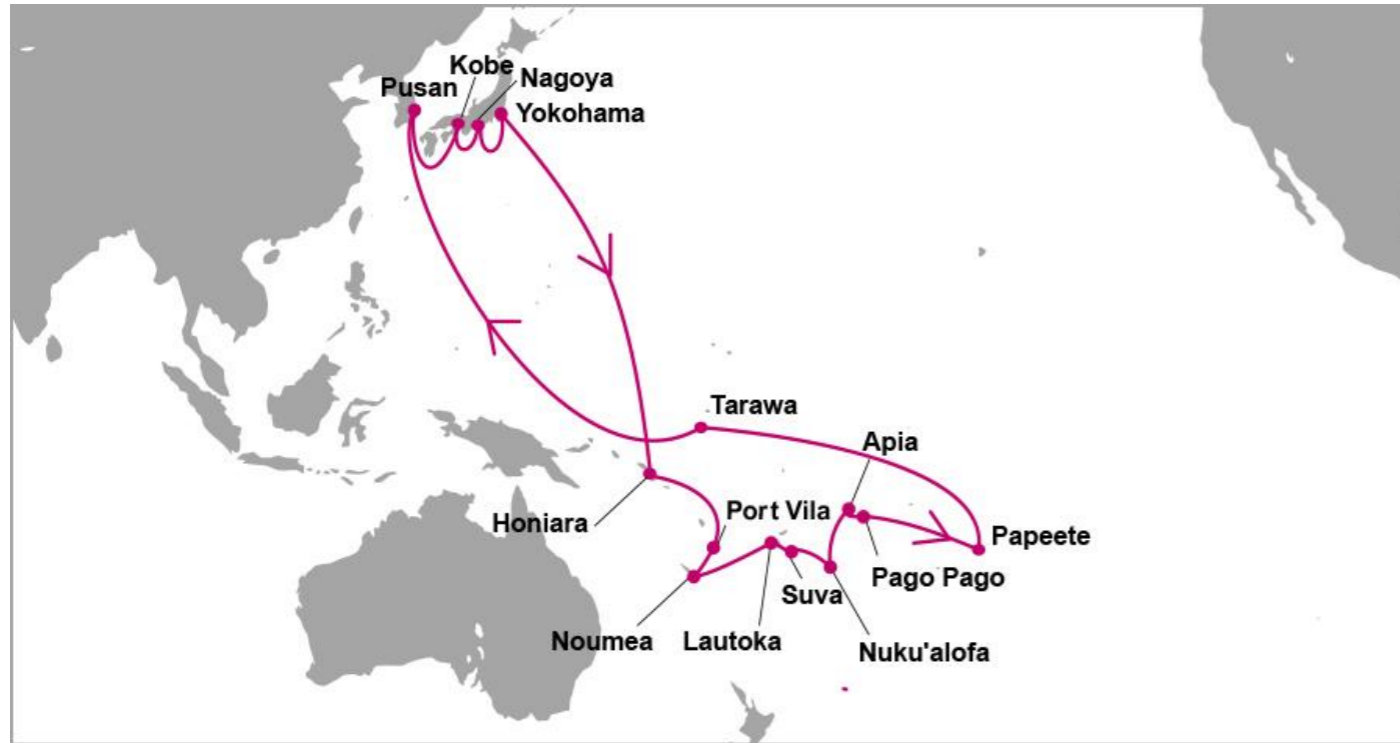 Kobe
Pusan
Nagoya
Yokohama
Tarawa
Apia
Honiara
Port Vila
Papeete
Pago Pago
Suva
Noumea
Lautoka
Nuku'alofa